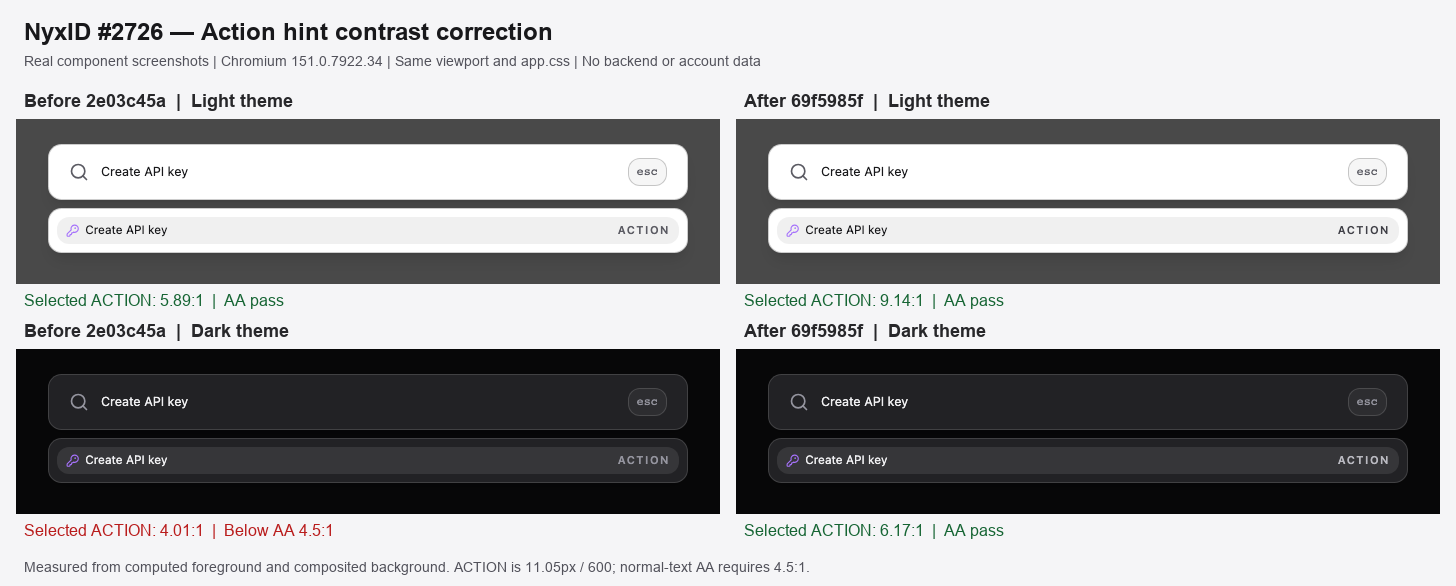 NyxID #2726 — Action hint contrast correction
Real component screenshots | Chromium 151.0.7922.34 | Same viewport and app.css | No backend or account data
Before 2e03c45a | Light theme
Create API key
esc
Create API key
ACTION
Selected ACTION: 5.89:1 | AA pass
After 69f5985f | Light theme
Create API key
esc
Create API key
ACTION
Selected ACTION: 9.14:1 | AA pass
Before 2e03c45a | Dark theme
Create API key
esc
Create API key
ACTION
Selected ACTION: 4.01:1 | Below AA 4.5:1
After 69f5985f | Dark theme
Create API key
esc
Create API key
ACTION
Selected ACTION: 6.17:1 | AA pass
Measured from computed foreground and composited background. ACTION is 11.05px / 600; normal-text AA requires 4.5:1.